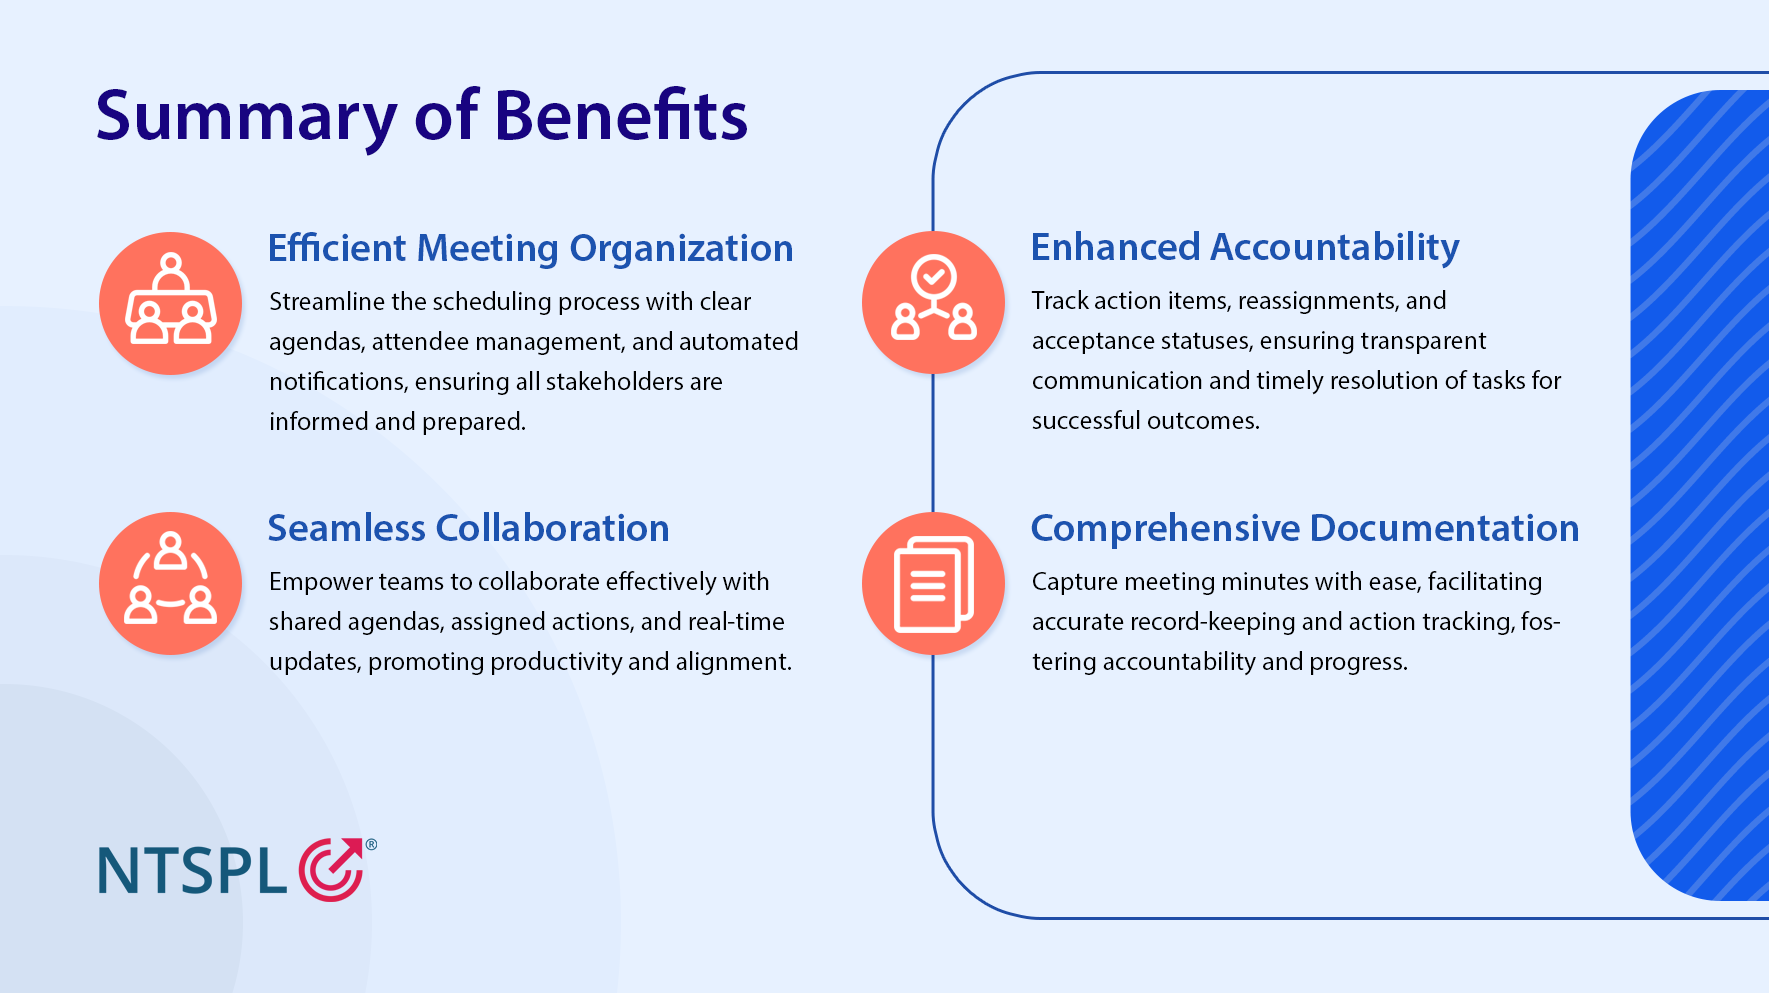 Summary of Benefits
Efficient Meeting Organization
Streamline the scheduling process with clear
agendas, attendee management, and automated
notifications, ensuring all stakeholders are
informed and prepared.
Enhanced Accountability
Track action items, reassignments, and
acceptance statuses, ensuring transparent
communication and timely resolution of tasks for
successful outcomes.
Seamless Collaboration
Empower teams to collaborate effectively with
shared agendas, assigned actions, and real-time
updates, promoting productivity and alignment.
Comprehensive Documentation
Capture meeting minutes with ease, facilitating
accurate record-keeping and action tracking, fos-
tering accountability and progress.
NTSPL ®